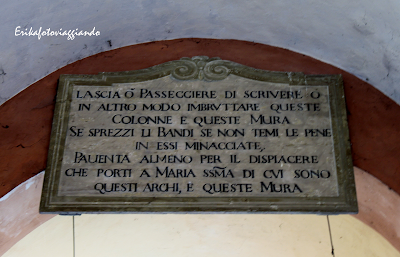 Erikafotoviaggiando
LASCIA Ò PASSEGGIERE DI SCRIVERE O
IN ALTRO MODO IMBRVTTARE QUESTE
COLONNE E QUESTE MURA
SE SPREZZI LI BANDI SE NON TEMI LE PENE
IN ESSI MINACCIATE,
PAVENTA ALMENO PER IL DISPIACERE
CHE PORTI A MARIA SSMA DI CVI SONO
QUESTI ARCHI, E QUESTE MURA